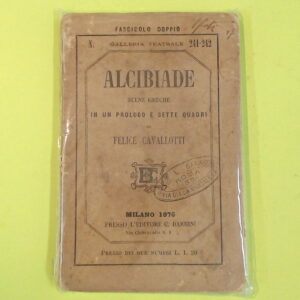 FASCICOLO DOPPIO
N. GALLERIA TEATRALE 241-242
ALCIBIADE
SCENE GRECHE
IN UN PROLOGO E SETTE QUADRI
DI
FELICE CAVALLOTTI
MILANO 1876
PRESSO L'EDITORE C. BARBINI
PREZZO DEI DUE NUMERI L. 1. 20